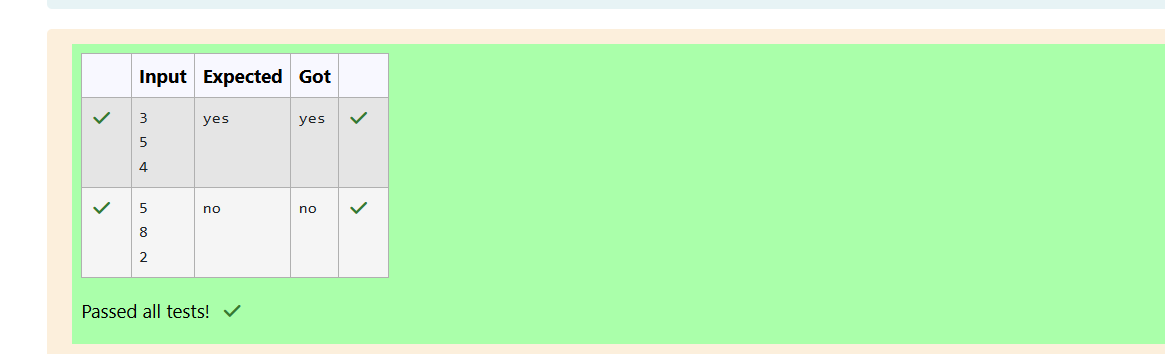 Input Expected Got
3 yes yes
5
4
5 no no
8
2
Passed all tests!